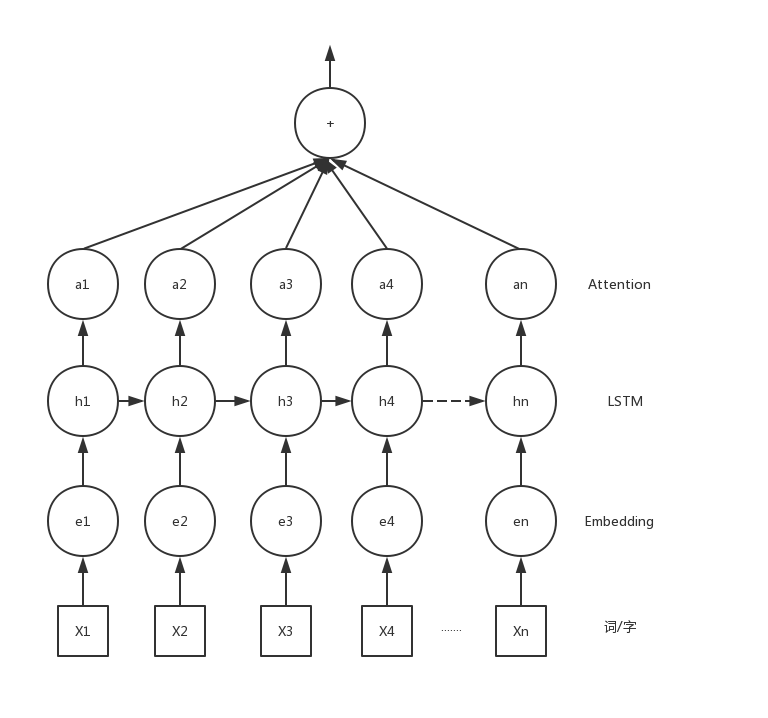 +
a1 a2 a3 a4 an Attention
h1 h2 h3 h4 hn LSTM
e1 e2 e3 e4 en Embedding
X1 X2 X3 X4 ....... Xn 词/字